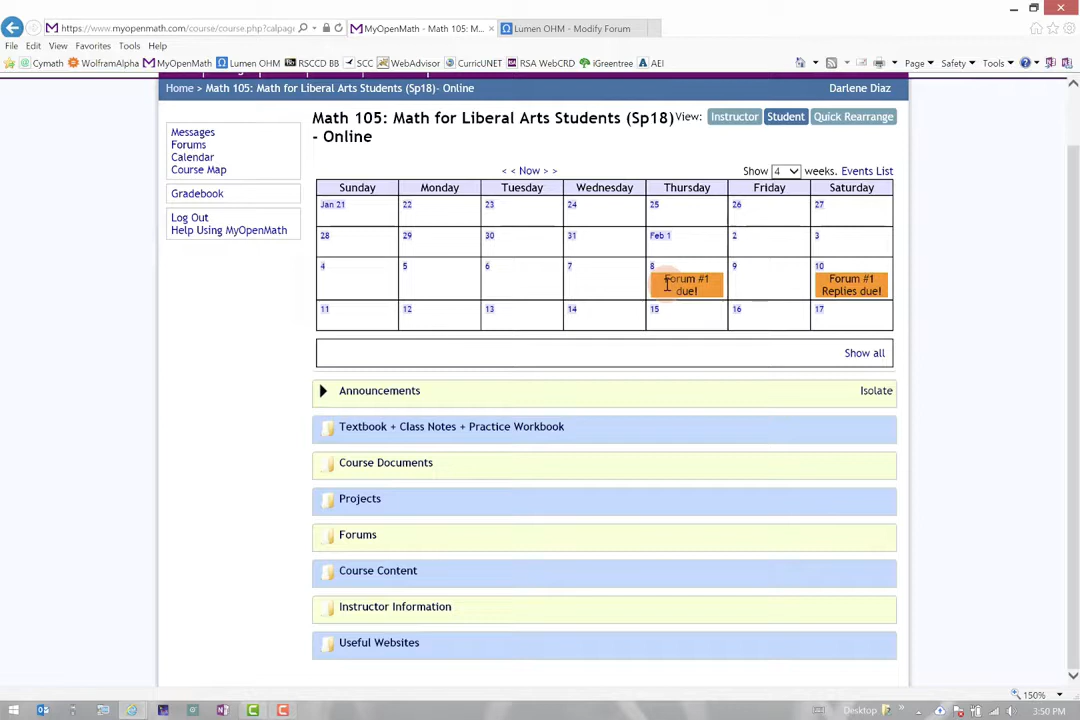 https://www.myopenmath.com/course/course.php?calpag
MyOpenMath - Math 105: M...
Lumen OHM - Modify Forum
File Edit View Favorites Tools Help
Cymath WolframAlpha MyOpenMath Lumen OHM RSCCD BB SCC WebAdvisor CurricUNET RSA WebCRD iGreentree AEI
Page Safety Tools
Home > Math 105: Math for Liberal Arts Students (Sp18)- Online
Darlene Diaz
Messages
Forums
Calendar
Course Map
Gradebook
Log Out
Help Using MyOpenMath
Math 105: Math for Liberal Arts Students (Sp18)
- Online
View: Instructor Student Quick Rearrange
< < Now > >
Show 4 weeks. Events List
Sunday Monday Tuesday Wednesday Thursday Friday Saturday
Jan 21 22 23 24 25 26 27
28 29 30 31 Feb 1 2 3
4 5 6 7 8 9 10
Forum #1
due!
Forum #1
Replies due!
11 12 13 14 15 16 17
Show all
Announcements
Isolate
Textbook + Class Notes + Practice Workbook
Course Documents
Projects
Forums
Course Content
Instructor Information
Useful Websites
150%
Desktop
3:50 PM